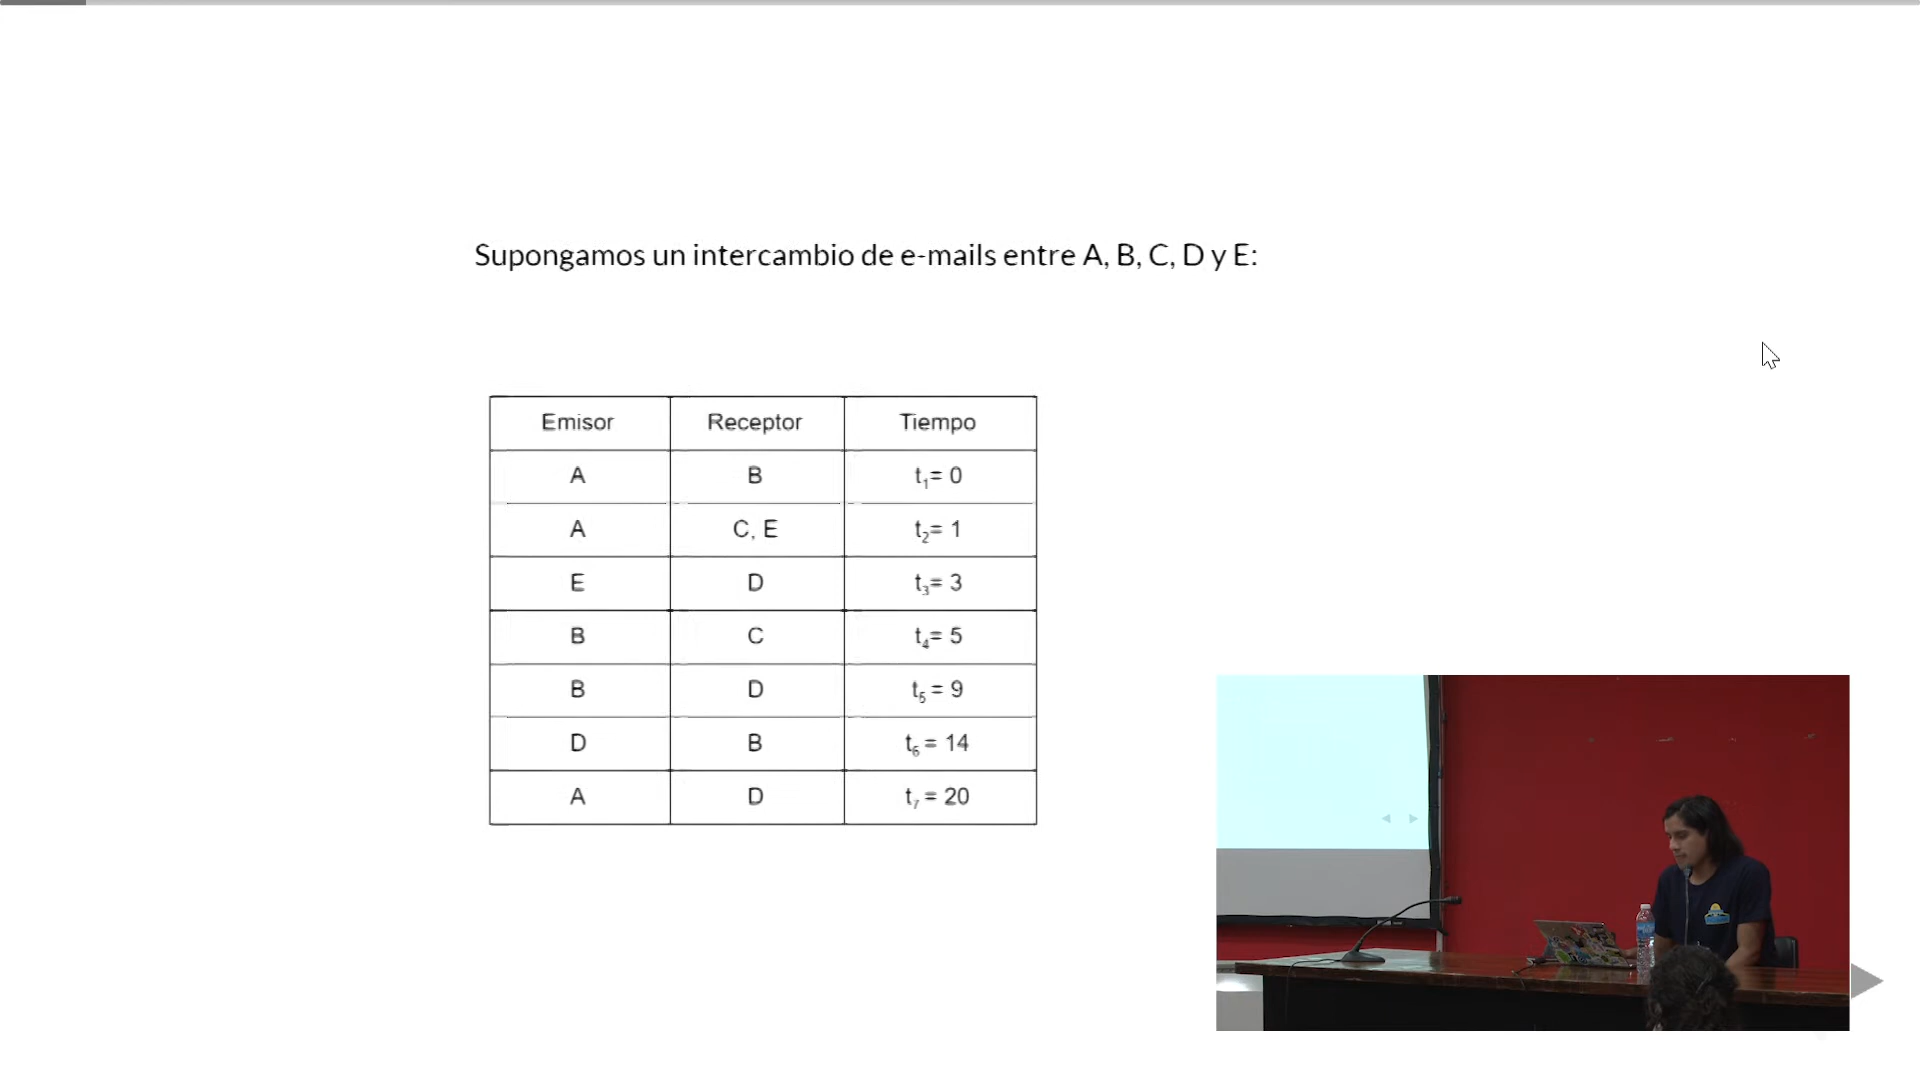 Supongamos un intercambio de e-mails entre A, B, C, D y E:
Emisor Receptor Tiempo
A B t₁= 0
A C, E t₂= 1
E D t₃= 3
B C t₄= 5
B D t₅ = 9
D B t₆ = 14
A D t₇ = 20